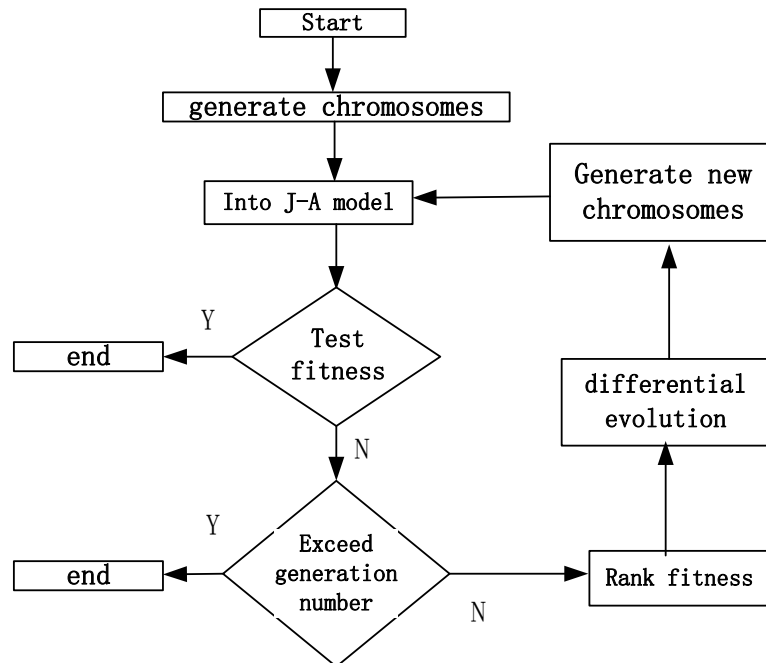 Start
generate chromosomes
Into J-A model
Generate new
chromosomes
Y
Test
fitness
end
differential
evolution
N
Y
Exceed
generation
number
end
Rank fitness
N